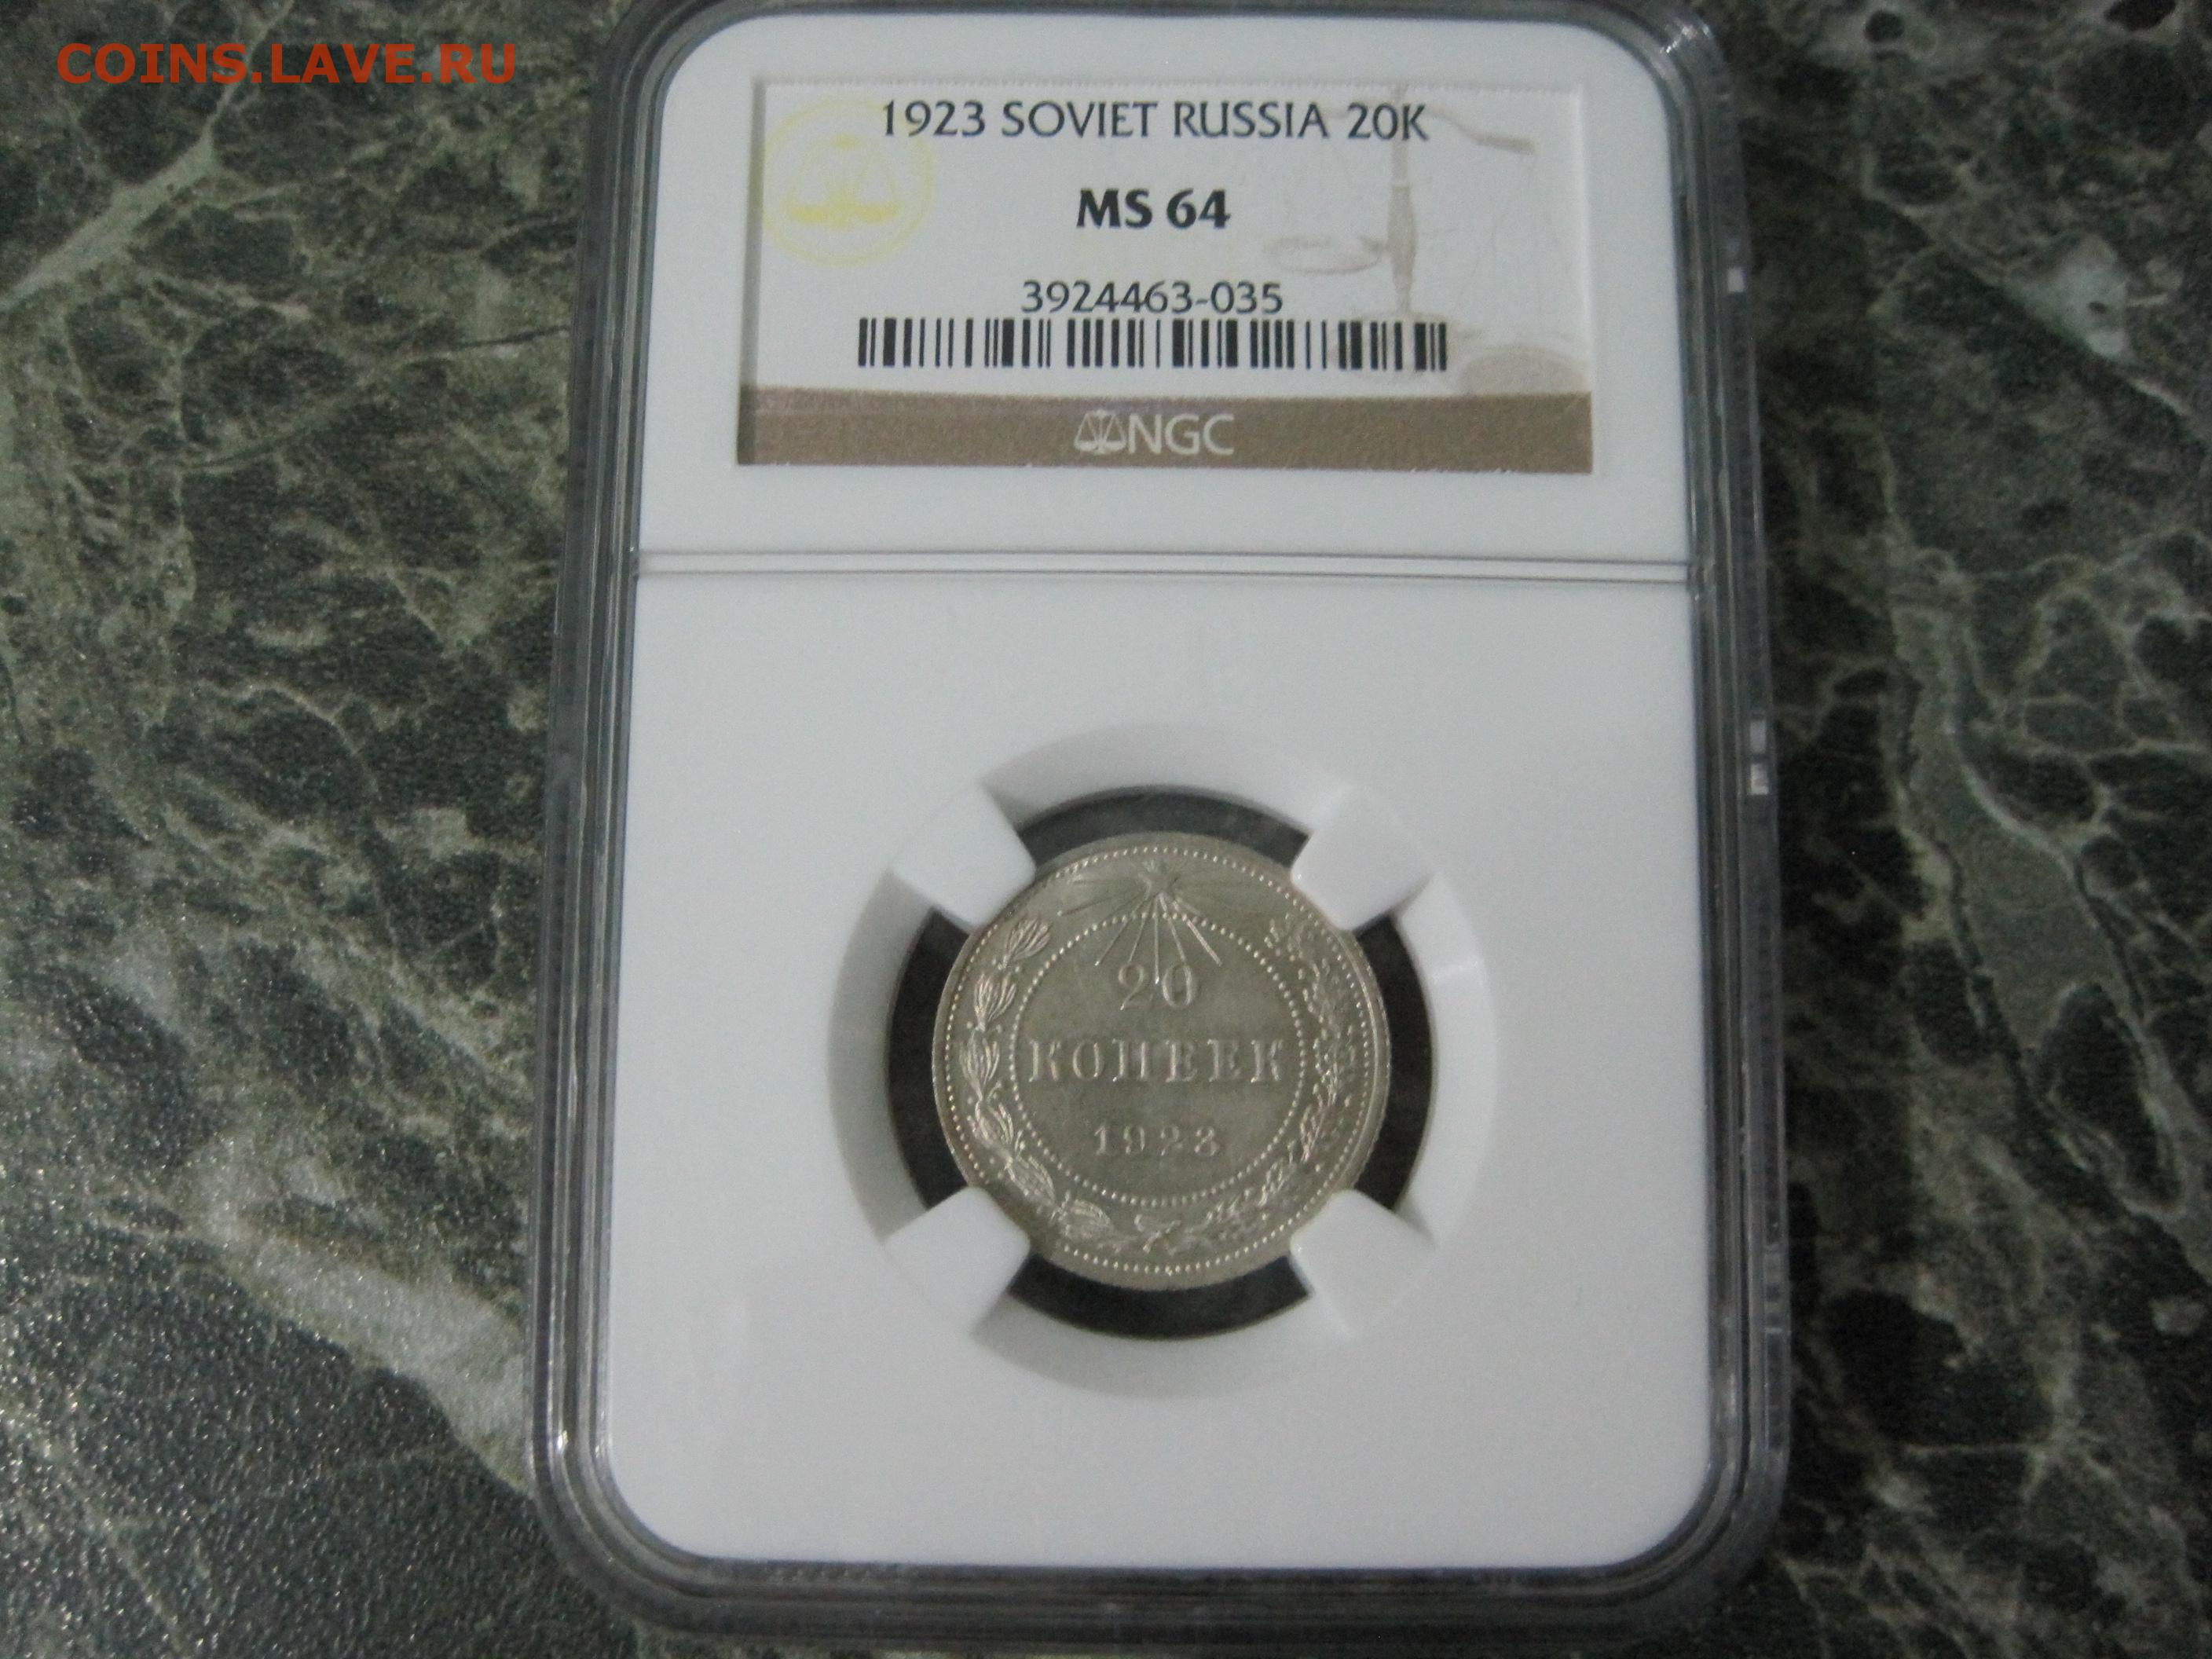 COINS.LAVE.RU
1923 SOVIET RUSSIA 20K
MS 64
3924463-035
NGC
20
КОПЕЕК
1923